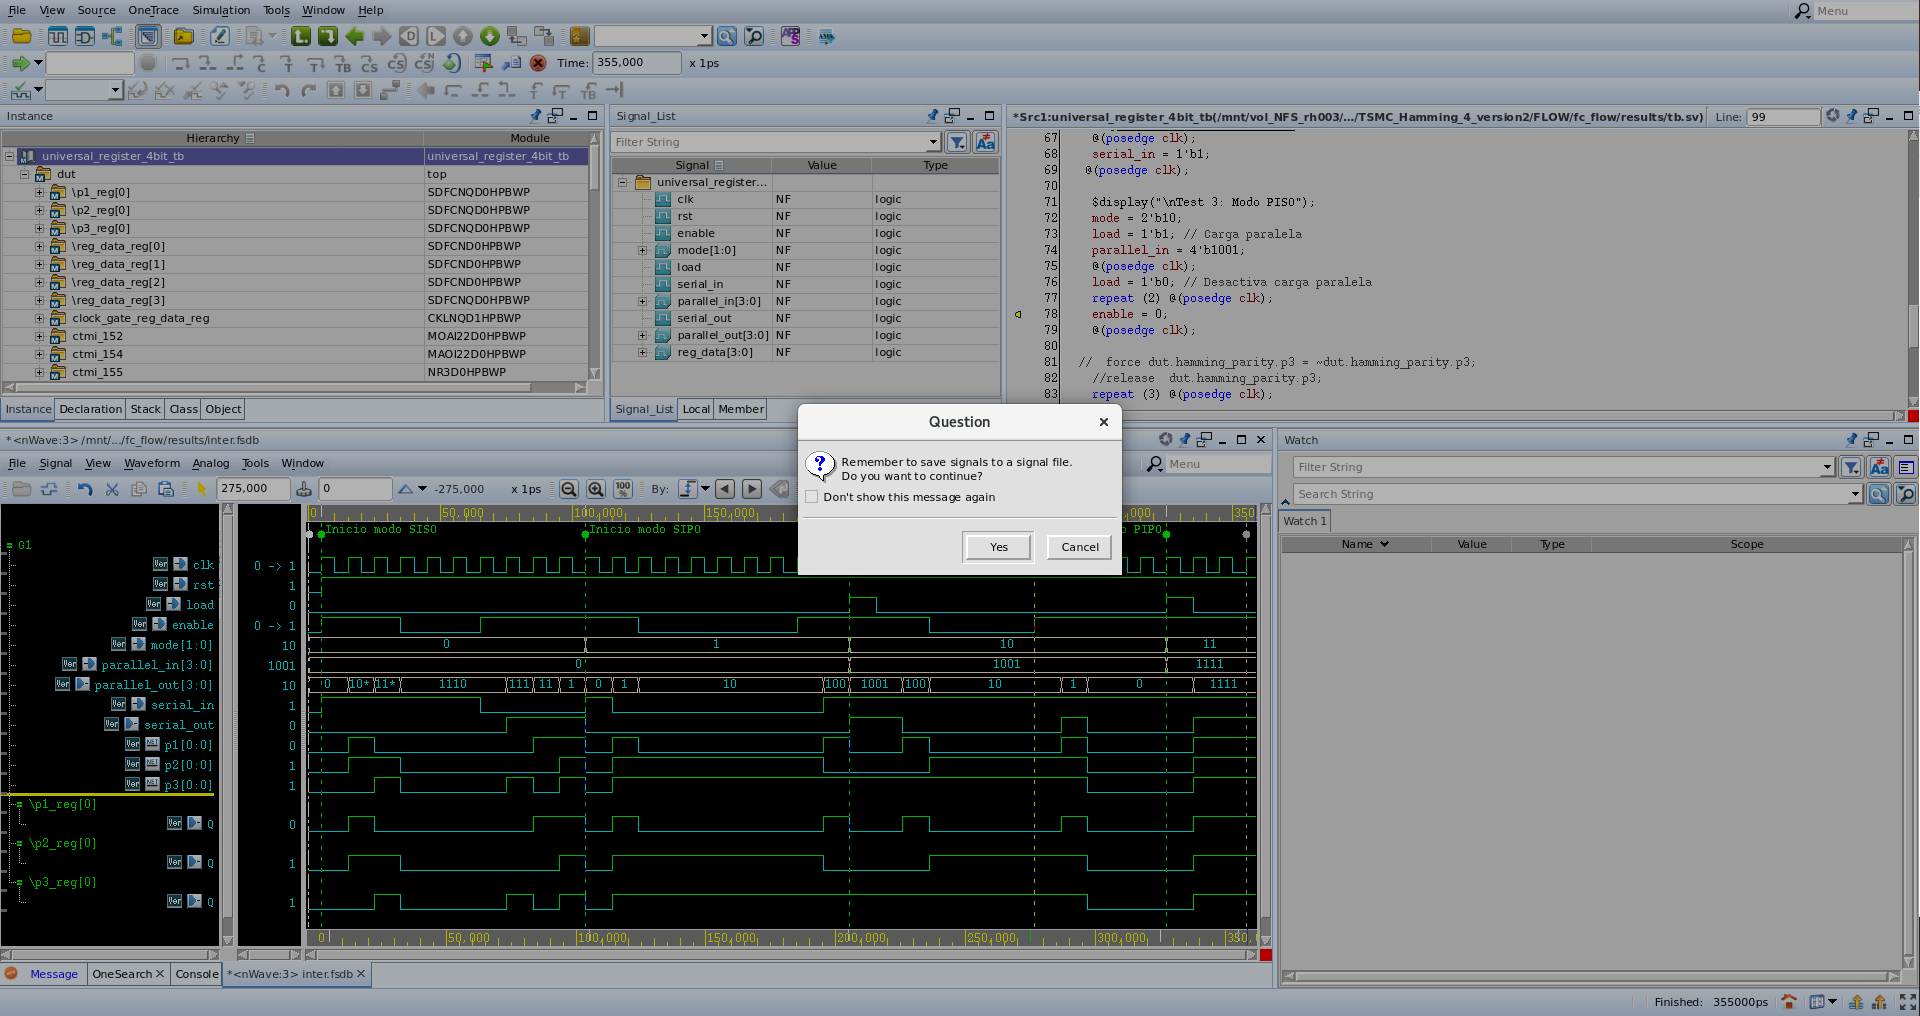 File View Source OneTrace Simulation Tools Window Help
Menu
Time: 355,000 x 1ps
Instance
Hierarchy Module
universal_register_4bit_tb universal_register_4bit_tb
dut top
\p1_reg[0] SDFCNQD0HPBWP
\p2_reg[0] SDFCNQD0HPBWP
\p3_reg[0] SDFCNQD0HPBWP
\reg_data_reg[0] SDFCND0HPBWP
\reg_data_reg[1] SDFCND0HPBWP
\reg_data_reg[2] SDFCND0HPBWP
\reg_data_reg[3] SDFCNQD0HPBWP
clock_gate_reg_data_reg CKLNQD1HPBWP
ctmi_152 MOAI22D0HPBWP
ctmi_154 MAOI22D0HPBWP
ctmi_155 NR3D0HPBWP
Instance Declaration Stack Class Object
Signal_List
Filter String
Signal Value Type
universal_register...
clk NF logic
rst NF logic
enable NF logic
mode[1:0] NF logic
load NF logic
serial_in NF logic
parallel_in[3:0] NF logic
serial_out NF logic
parallel_out[3:0] NF logic
reg_data[3:0] NF logic
Signal_List Local Member
*Src1:universal_register_4bit_tb(/mnt/vol_NFS_rh003/.../TSMC_Hamming_4_version2/FLOW/fc_flow/results/tb.sv) Line: 99
67 @(posedge clk);
68 serial_in = 1'b1;
69 @(posedge clk);
70
71 $display("\nTest 3: Modo PISO");
72 mode = 2'b10;
73 load = 1'b1; // Carga paralela
74 parallel_in = 4'b1001;
75 @(posedge clk);
76 load = 1'b0; // Desactiva carga paralela
77 repeat (2) @(posedge clk);
78 enable = 0;
79 @(posedge clk);
80
81 // force dut.hamming_parity.p3 = ~dut.hamming_parity.p3;
82 //release dut.hamming_parity.p3;
83 repeat (3) @(posedge clk);
Question
Remember to save signals to a signal file.
Do you want to continue?
Don't show this message again
Yes Cancel
*<nWave:3> /mnt/.../fc_flow/results/inter.fsdb
File Signal View Waveform Analog Tools Window
Menu
275,000 0 -275,000 x 1ps 100% By:
0 50,000 100,000 150,000 000 350
Inicio modo SISO Inicio modo SIPO o PIPO
G1
clk 0 -> 1
rst 1
load 0
enable 0 -> 1
mode[1:0] 10 0 1 10 11
parallel_in[3:0] 1001 0 1001 1111
parallel_out[3:0] 10 0 10* 11* 1110 111 11 1 0 1 10 100 1001 100 10 1 0 1111
serial_in 1
serial_out 0
p1[0:0] 0
p2[0:0] 1
p3[0:0] 1
\p1_reg[0]
Q 0
\p2_reg[0]
Q 1
\p3_reg[0]
Q 1
0 50,000 100,000 150,000 200,000 250,000 300,000 350,
Message OneSearch Console *<nWave:3> inter.fsdb
Watch
Filter String
Search String
Watch 1
Name Value Type Scope
Finished: 355000ps